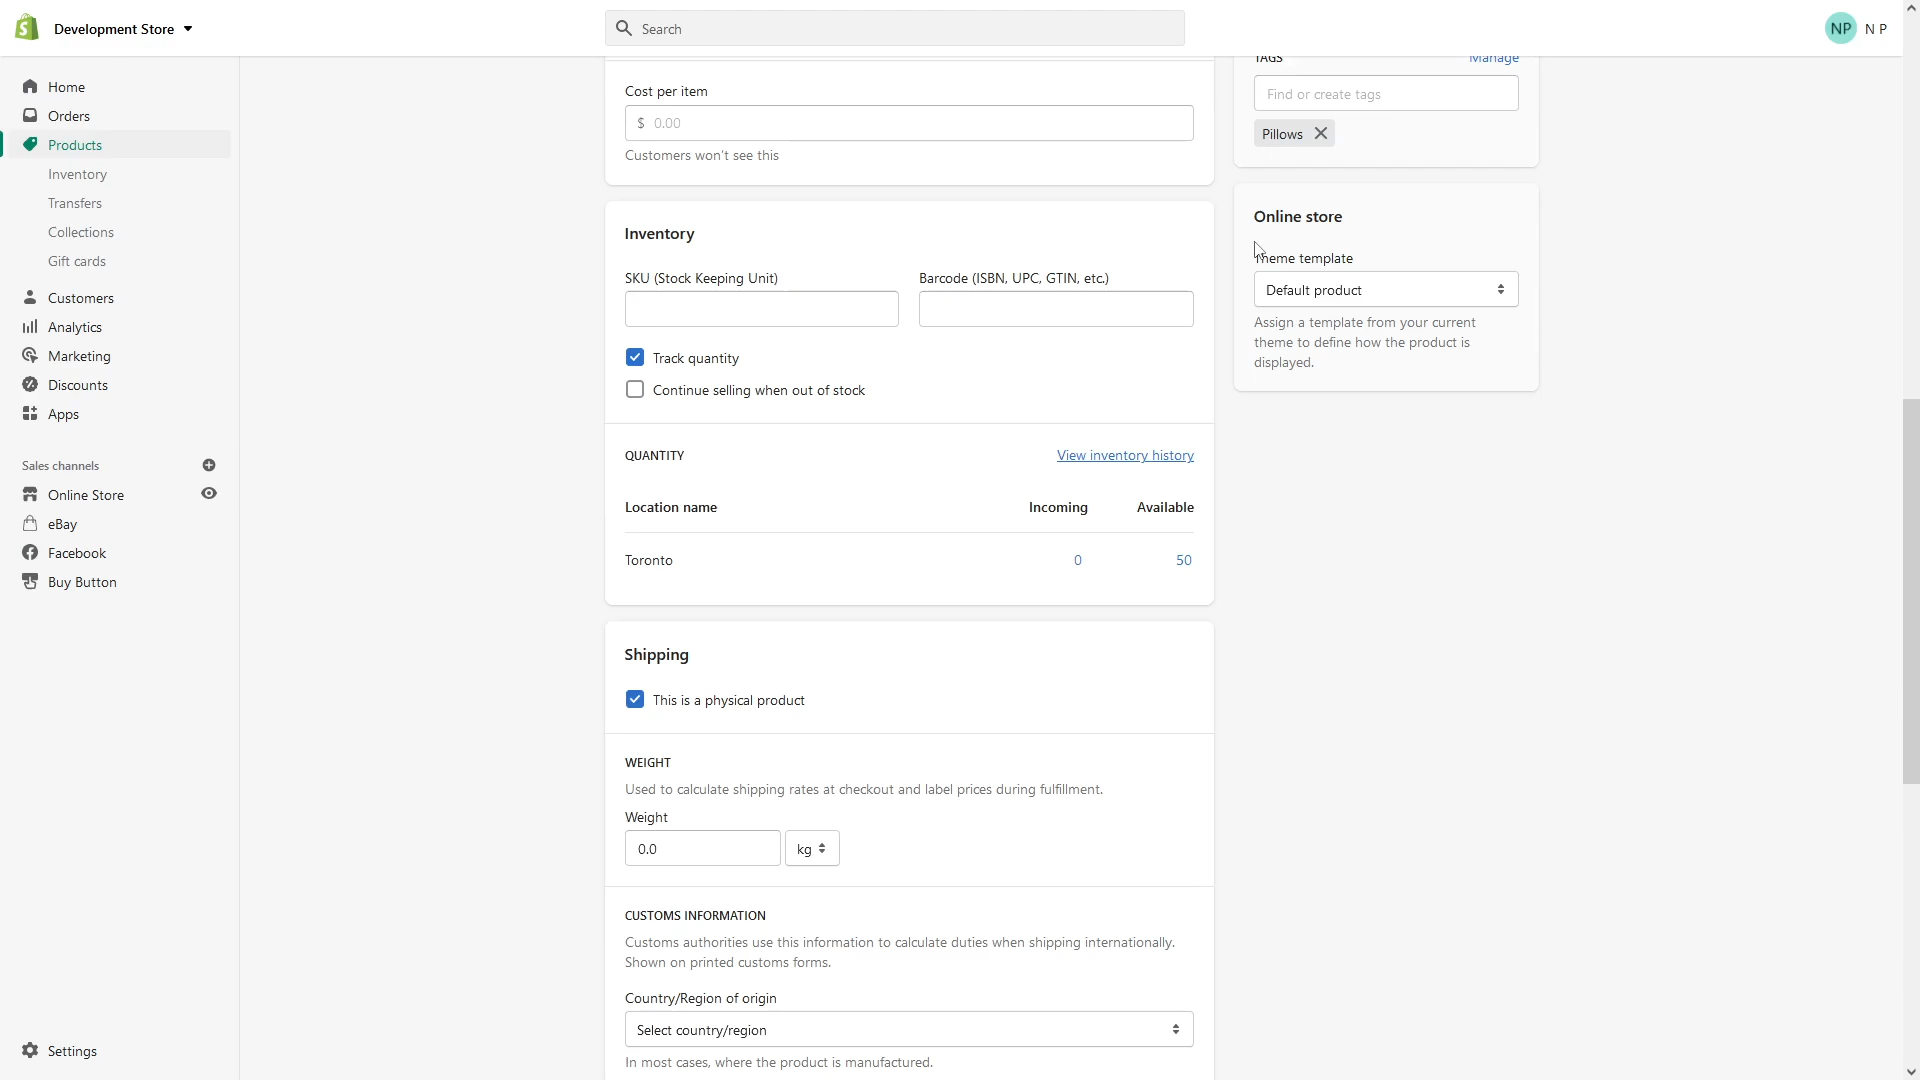 Development Store
Search
NP
N P
Home
Orders
Products
Inventory
Transfers
Collections
Gift cards
Customers
Analytics
Marketing
Discounts
Apps
Sales channels
Online Store
eBay
Facebook
Buy Button
Settings
Cost per item
$ 0.00
Customers won't see this
Inventory
SKU (Stock Keeping Unit)
Barcode (ISBN, UPC, GTIN, etc.)
Track quantity
Continue selling when out of stock
QUANTITY
View inventory history
Location name
Incoming
Available
Toronto
0
50
Shipping
This is a physical product
WEIGHT
Used to calculate shipping rates at checkout and label prices during fulfillment.
Weight
0.0
kg
CUSTOMS INFORMATION
Customs authorities use this information to calculate duties when shipping internationally.
Shown on printed customs forms.
Country/Region of origin
Select country/region
In most cases, where the product is manufactured.
TAGS
Manage
Find or create tags
Pillows
Online store
Theme template
Default product
Assign a template from your current
theme to define how the product is
displayed.